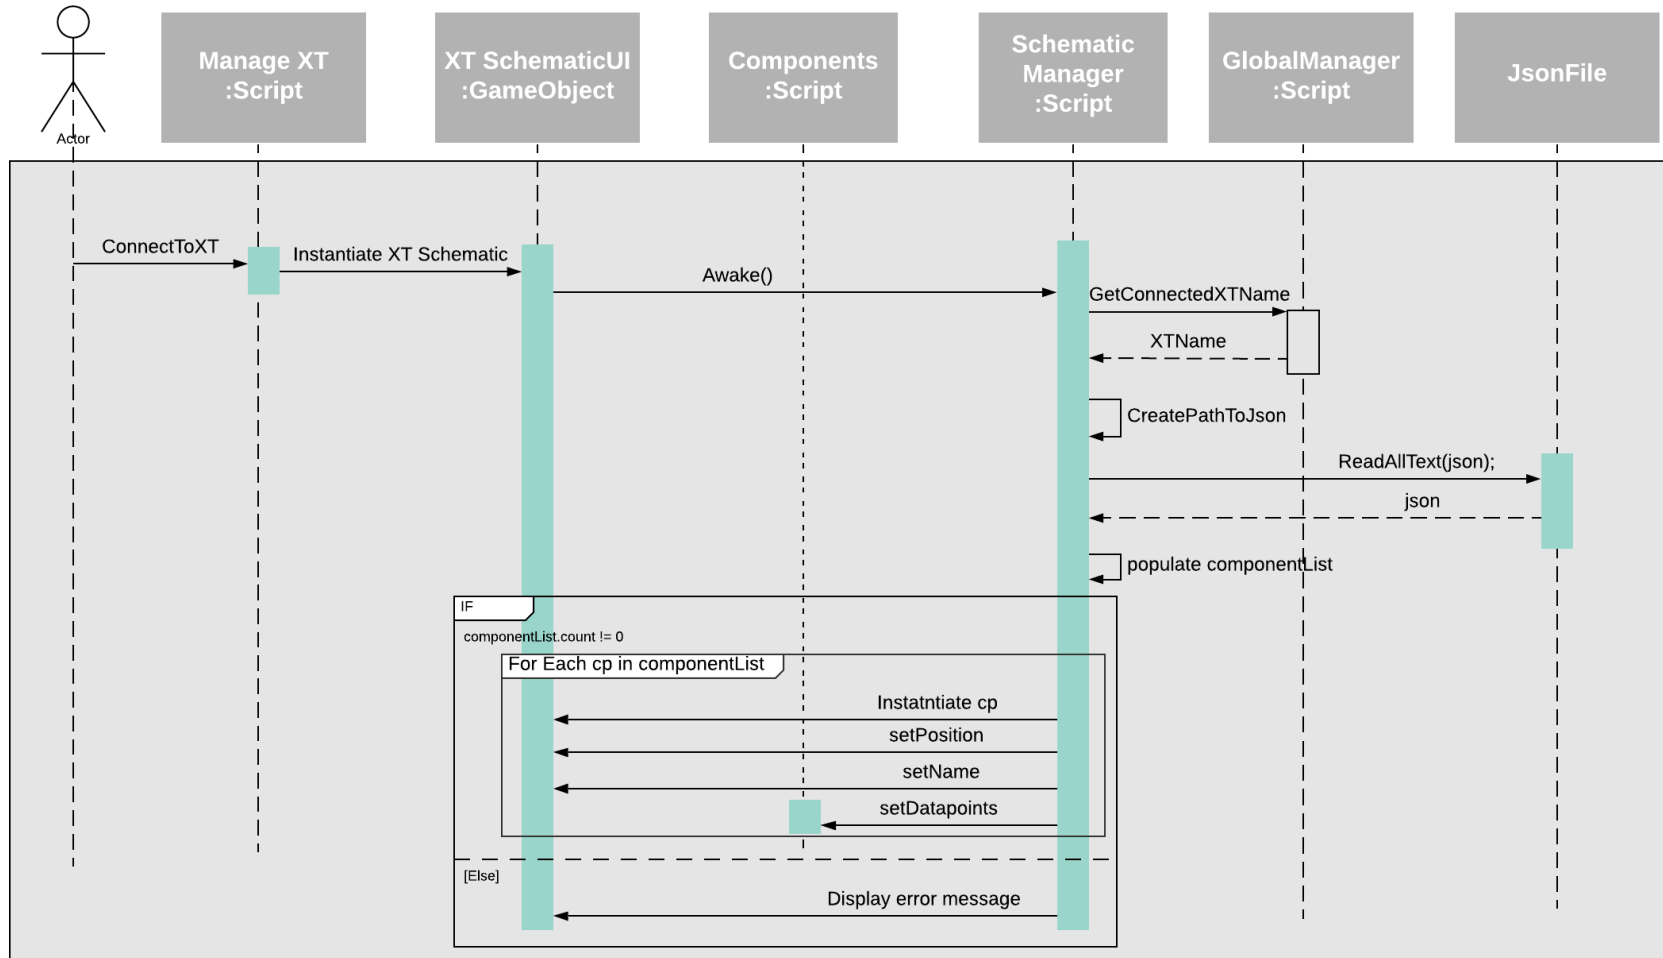 Actor
Manage XT
:Script
XT SchematicUI
:GameObject
Components
:Script
Schematic
Manager
:Script
GlobalManager
:Script
JsonFile
ConnectToXT
Instantiate XT Schematic
Awake()
GetConnectedXTName
XTName
CreatePathToJson
ReadAllText(json);
json
populate componentList
IF
componentList.count != 0
For Each cp in componentList
Instatntiate cp
setPosition
setName
setDatapoints
[Else]
Display error message